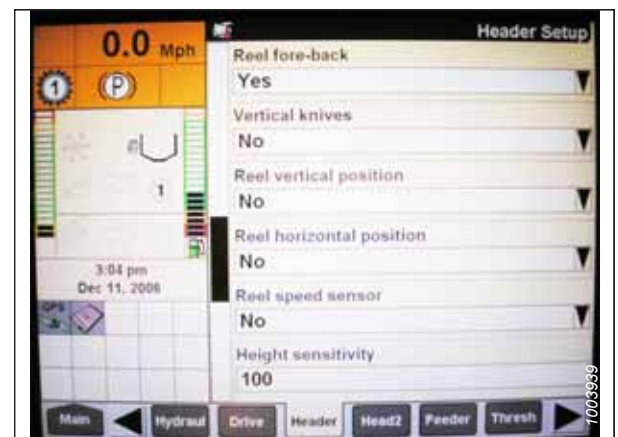 0.0 Mph
1
(P)
1
3:04 pm
Dec 11, 2006
GPS
Header Setup
Reel fore-back
Yes
Vertical knives
No
Reel vertical position
No
Reel horizontal position
No
Reel speed sensor
No
Height sensitivity
100
Main
Hydraul
Drive
Header
Head2
Feeder
Thresh
1003939